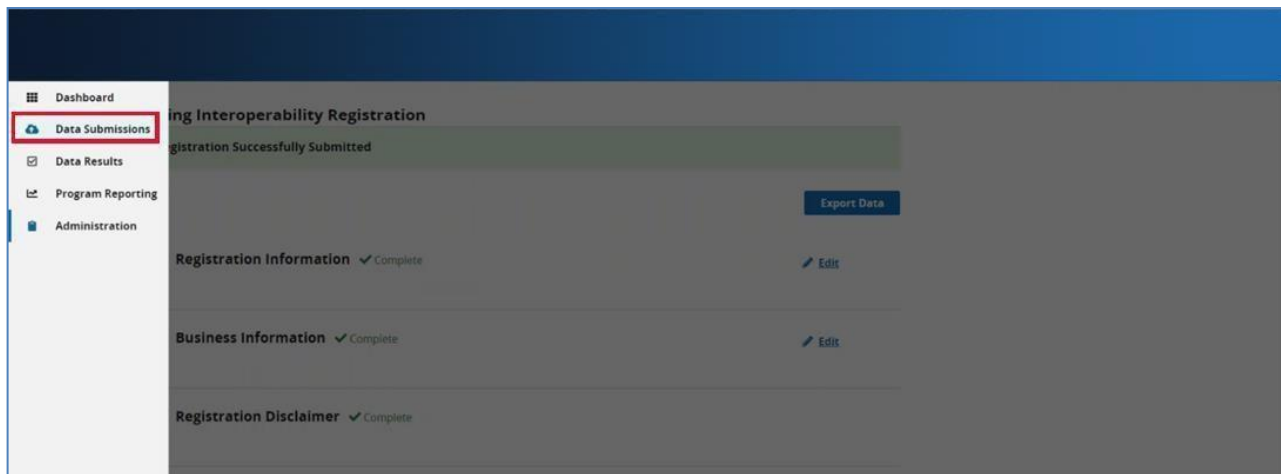 Dashboard
Data Submissions
Data Results
Program Reporting
Administration
ing Interoperability Registration
gistration Successfully Submitted
Export Data
Registration Information Complete
Edit
Business Information Complete
Edit
Registration Disclaimer Complete